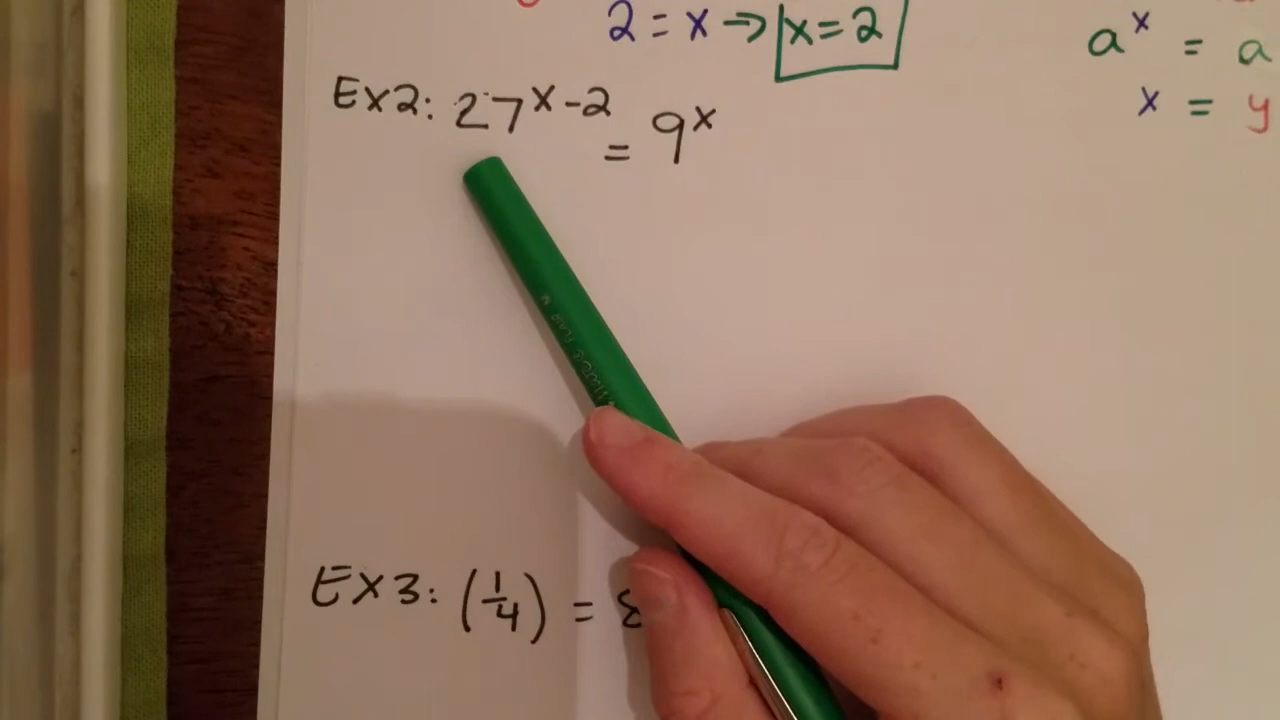 2 = x → x = 2
a^x = a
x = y
Ex2: 27^(x-2) = 9^x
Ex3: (1/4) =